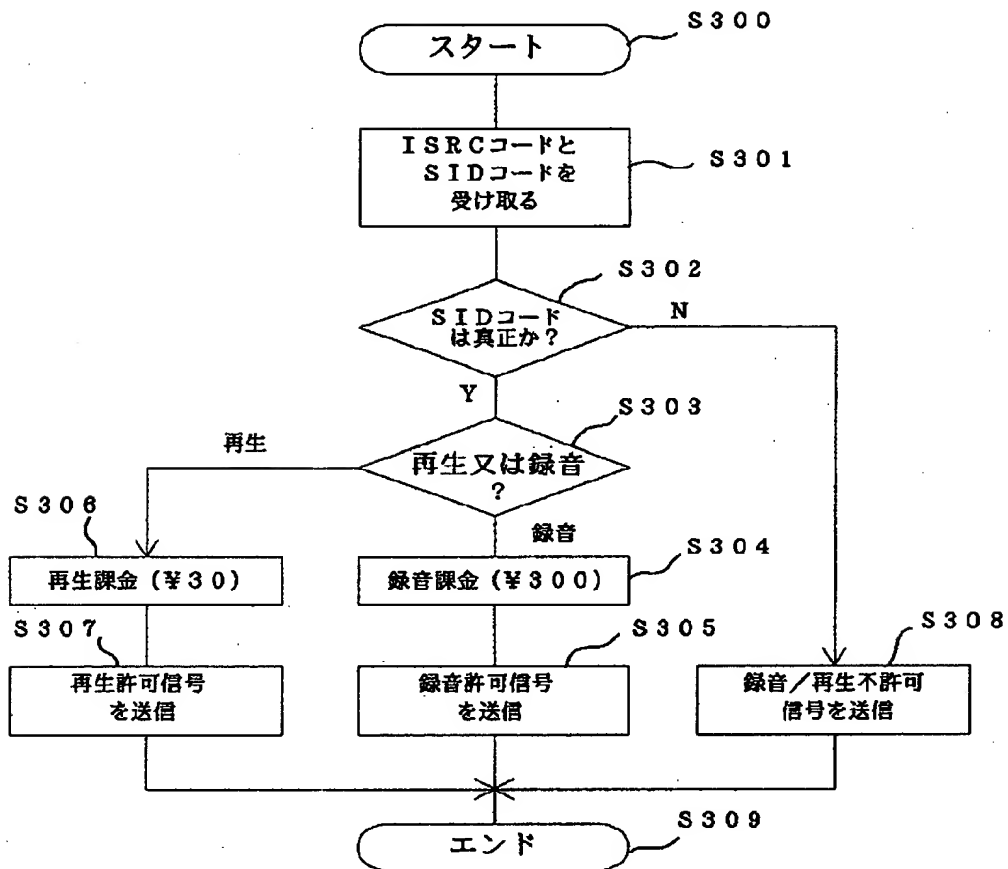 スタート
S300
ISRCコードと
SIDコードを
受け取る
S301
S302
SIDコード
は真正か?
N
Y
S303
再生
再生又は録音
?
S306
録音
S304
再生課金(¥30)
録音課金(¥300)
S307
S305
S308
再生許可信号
を送信
録音許可信号
を送信
録音/再生不許可
信号を送信
エンド
S309